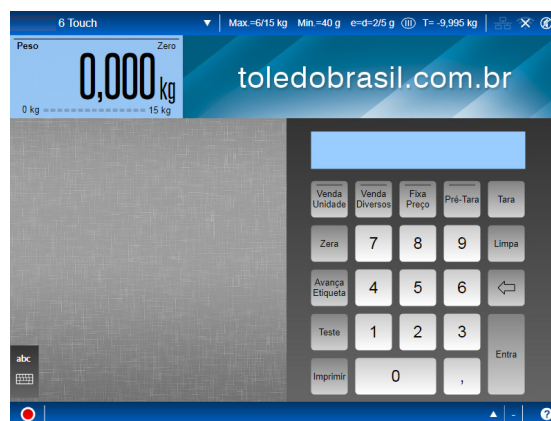 6 Touch ▼ Max.=6/15 kg Min.=40 g e=d=2/5 g (III) T= -9,995 kg
Peso Zero
0,000 kg
0 kg 15 kg
toledobrasil.com.br
Venda Unidade
Venda Diversos
Fixa Preço
Pré-Tara
Tara
Zera 7 8 9 Limpa
Avança Etiqueta
4 5 6
Teste 1 2 3
Entra
Imprimir 0 ,
abc
▲ - ?